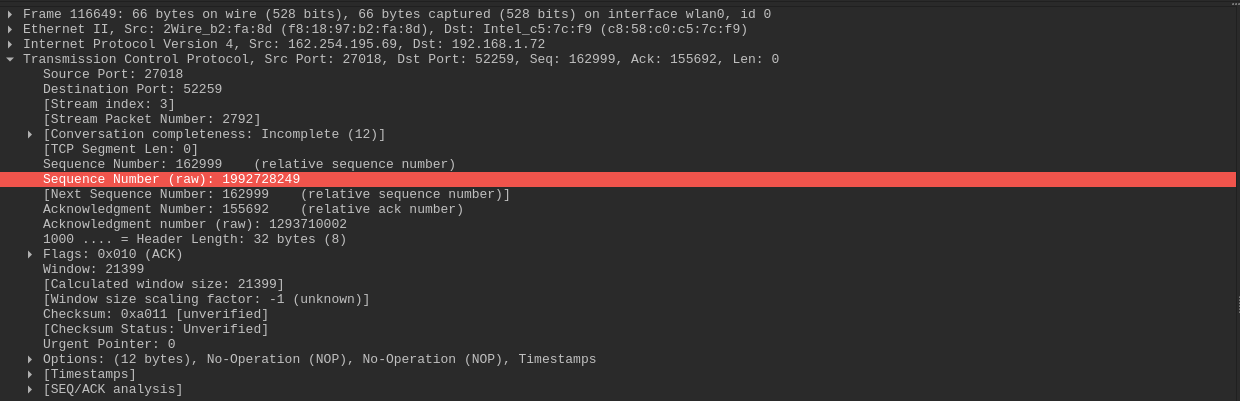 Frame 116649: 66 bytes on wire (528 bits), 66 bytes captured (528 bits) on interface wlan0, id 0
Ethernet II, Src: 2Wire_b2:fa:8d (f8:18:97:b2:fa:8d), Dst: Intel_c5:7c:f9 (c8:58:c0:c5:7c:f9)
Internet Protocol Version 4, Src: 162.254.195.69, Dst: 192.168.1.72
Transmission Control Protocol, Src Port: 27018, Dst Port: 52259, Seq: 162999, Ack: 155692, Len: 0
Source Port: 27018
Destination Port: 52259
[Stream index: 3]
[Stream Packet Number: 2792]
[Conversation completeness: Incomplete (12)]
[TCP Segment Len: 0]
Sequence Number: 162999    (relative sequence number)
Sequence Number (raw): 1992728249
[Next Sequence Number: 162999    (relative sequence number)]
Acknowledgment Number: 155692    (relative ack number)
Acknowledgment number (raw): 1293710002
1000 .... = Header Length: 32 bytes (8)
Flags: 0x010 (ACK)
Window: 21399
[Calculated window size: 21399]
[Window size scaling factor: -1 (unknown)]
Checksum: 0xa011 [unverified]
[Checksum Status: Unverified]
Urgent Pointer: 0
Options: (12 bytes), No-Operation (NOP), No-Operation (NOP), Timestamps
[Timestamps]
[SEQ/ACK analysis]